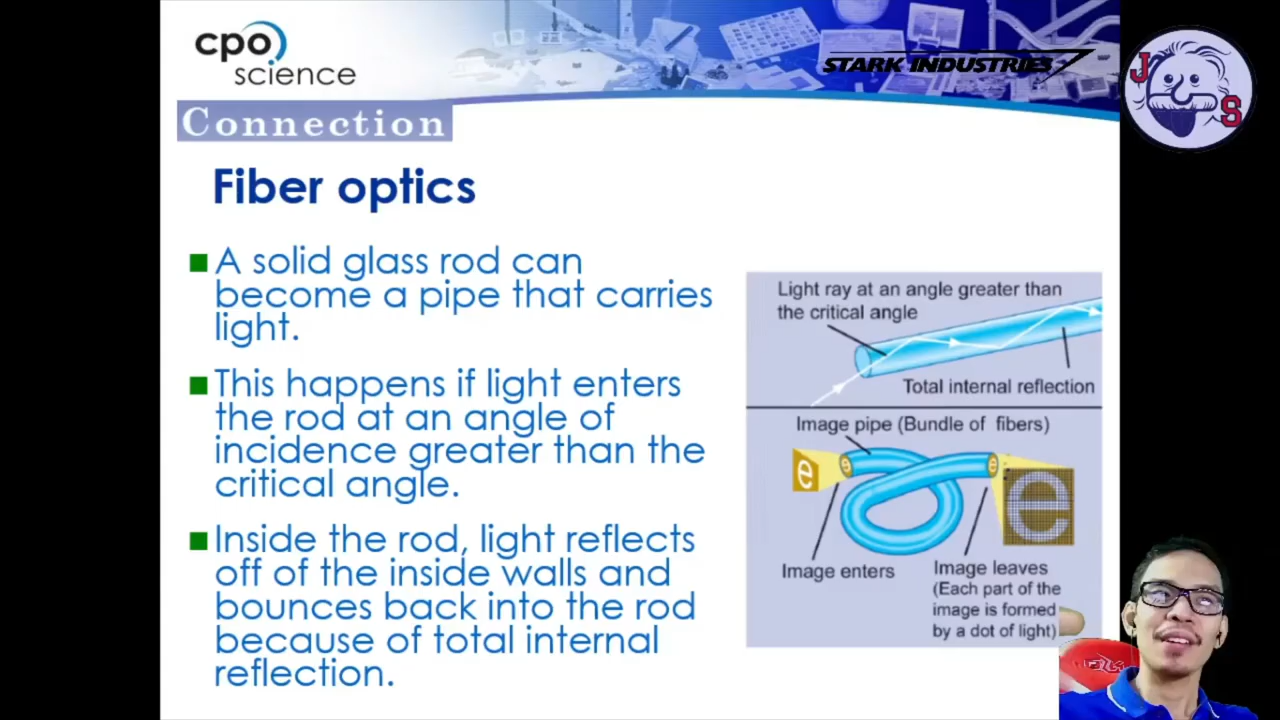 cpo
science
STARK INDUSTRIES
J
S
Connection
Fiber optics
A solid glass rod can
become a pipe that carries
light.
This happens if light enters
the rod at an angle of
incidence greater than the
critical angle.
Inside the rod, light reflects
off of the inside walls and
bounces back into the rod
because of total internal
reflection.
Light ray at an angle greater than
the critical angle
Total internal reflection
Image pipe (Bundle of fibers)
e
e
e
e
Image enters
Image leaves
(Each part of the
image is formed
by a dot of light)